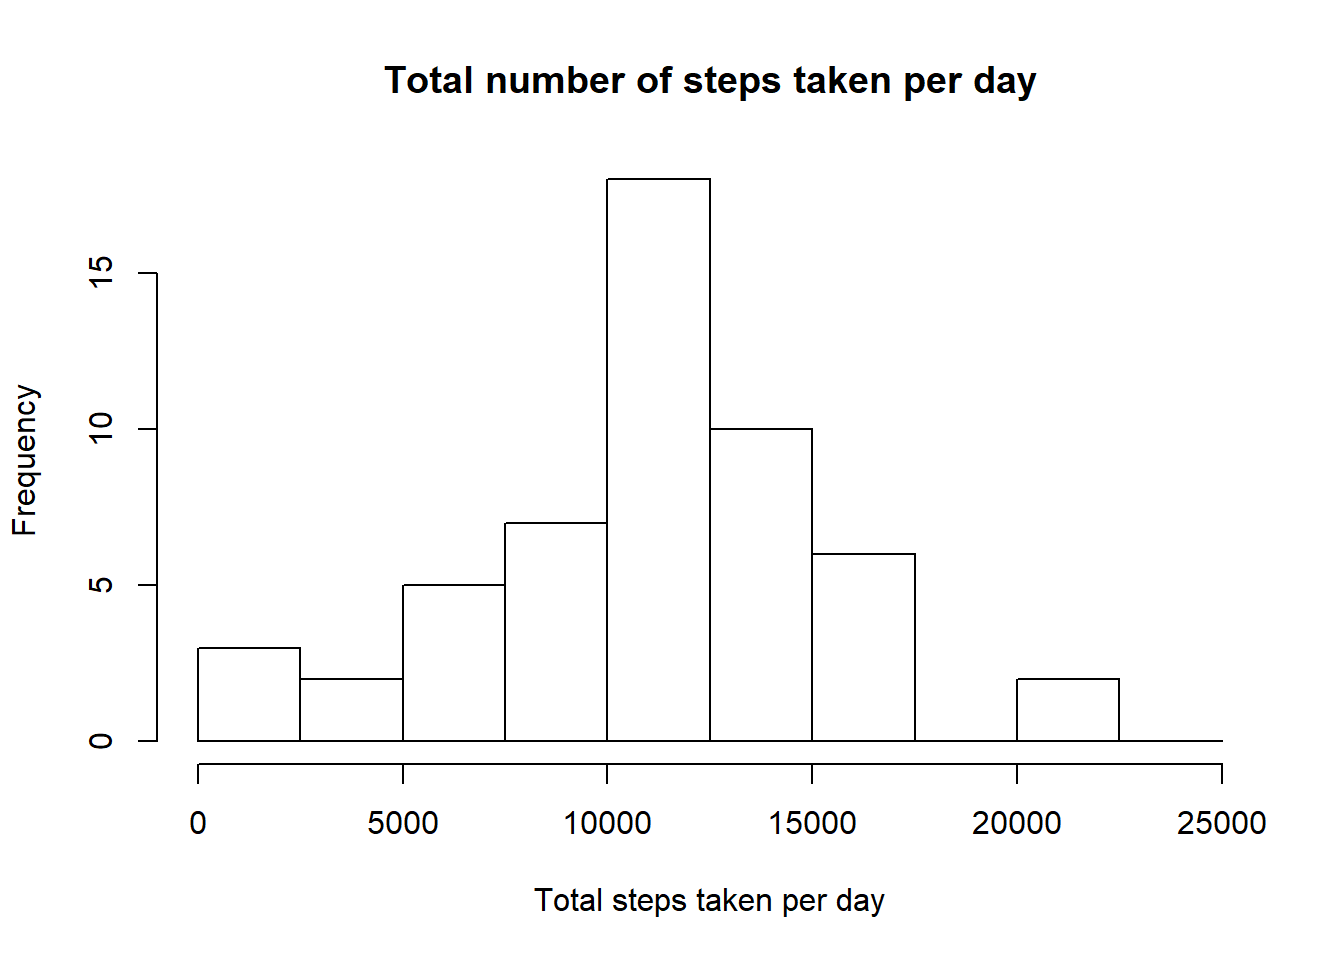 Total number of steps taken per day
Frequency
15
10
5
0
0 5000 10000 15000 20000 25000
Total steps taken per day